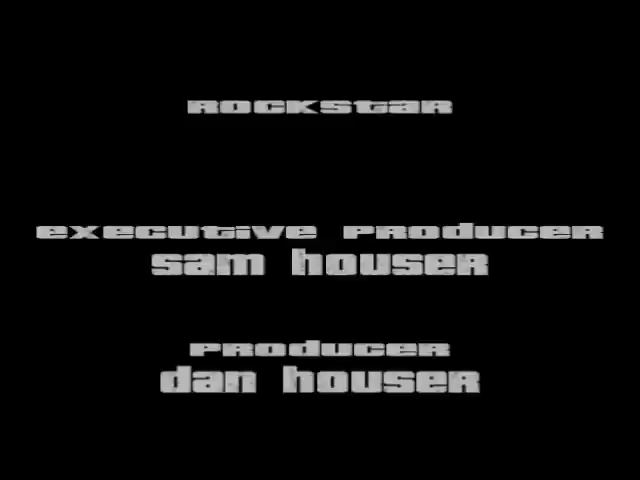 ROCKStaR
eXeCUtiVe PRODUCER
sam houser
PRODUCER
dan houser